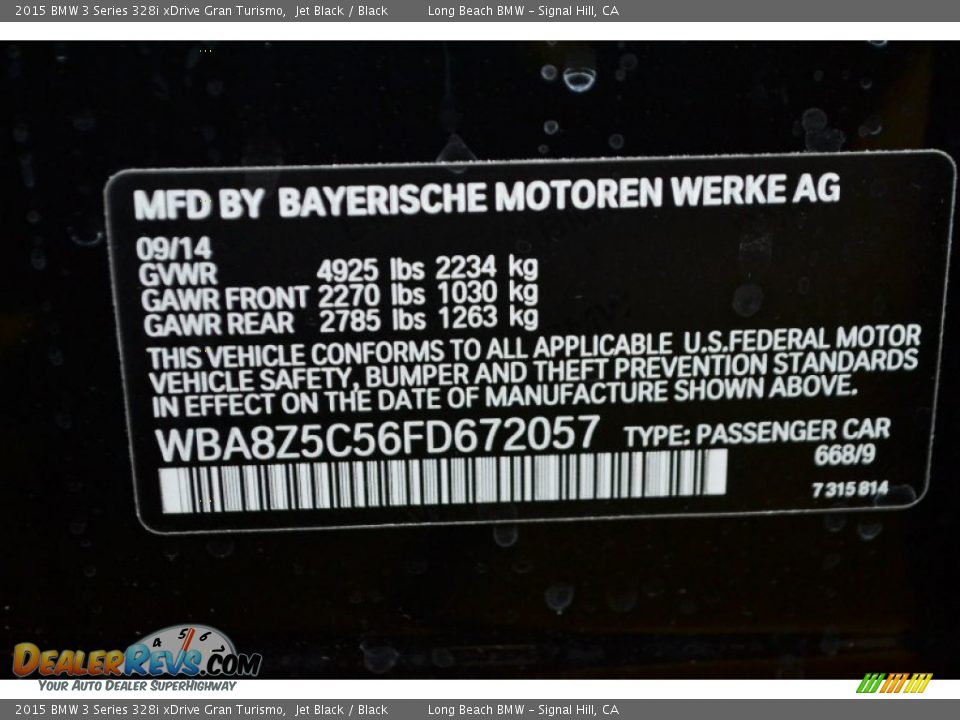 2015 BMW 3 Series 328i xDrive Gran Turismo, Jet Black / Black Long Beach BMW – Signal Hill, CA
MFD BY BAYERISCHE MOTOREN WERKE AG
09/14
GVWR 4925 lbs 2234 kg
GAWR FRONT 2270 lbs 1030 kg
GAWR REAR 2785 lbs 1263 kg
THIS VEHICLE CONFORMS TO ALL APPLICABLE U.S.FEDERAL MOTOR
VEHICLE SAFETY, BUMPER AND THEFT PREVENTION STANDARDS
IN EFFECT ON THE DATE OF MANUFACTURE SHOWN ABOVE.
WBA8Z5C56FD672057 TYPE: PASSENGER CAR
668/9
7315814
4 5 6
DEALERREVS.COM
YOUR AUTO DEALER SUPERHIGHWAY
2015 BMW 3 Series 328i xDrive Gran Turismo, Jet Black / Black Long Beach BMW – Signal Hill, CA